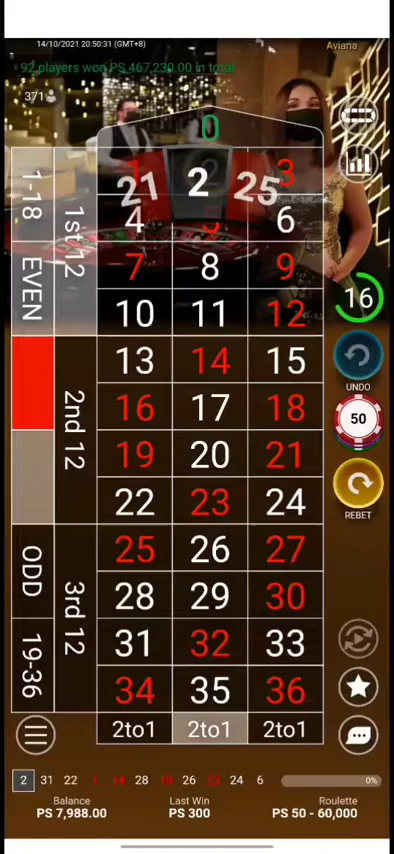 14/10/2021 20:50:31 (GMT+8)
Aviana
92 players won PS 467,230.00 in total
371
0
21 2 25
1-18
EVEN
ODD
19-36
1st 12
2nd 12
3rd 12
1 2 3
4 5 6
7 8 9
10 11 12
13 14 15
16 17 18
19 20 21
22 23 24
25 26 27
28 29 30
31 32 33
34 35 36
2to1 2to1 2to1
16
UNDO
50
REBET
2 31 22 1 14 28 19 26 23 24 6
0%
Balance
PS 7,988.00
Last Win
PS 300
Roulette
PS 50 - 60,000